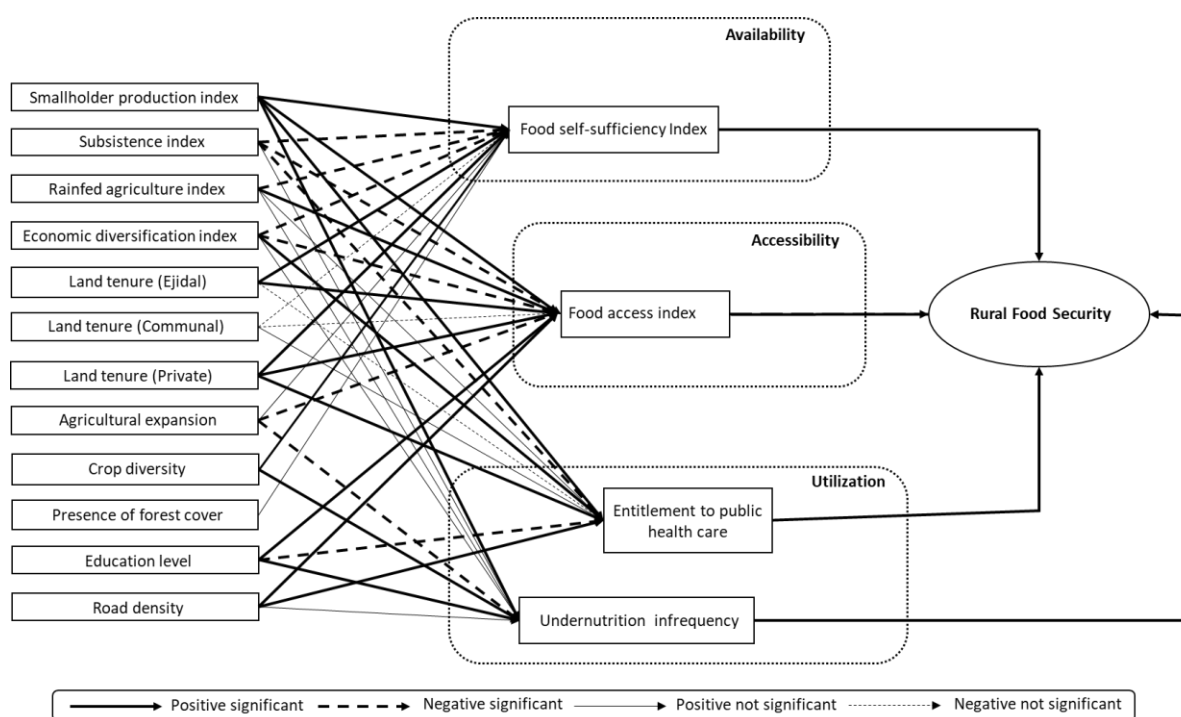 Availability
Smallholder production index
Subsistence index
Rainfed agriculture index
Economic diversification index
Land tenure (Ejidal)
Land tenure (Communal)
Land tenure (Private)
Agricultural expansion
Crop diversity
Presence of forest cover
Education level
Road density
Food self-sufficiency Index
Accessibility
Food access index
Utilization
Entitlement to public
health care
Undernutrition infrequency
Rural Food Security
Positive significant
Negative significant
Positive not significant
Negative not significant